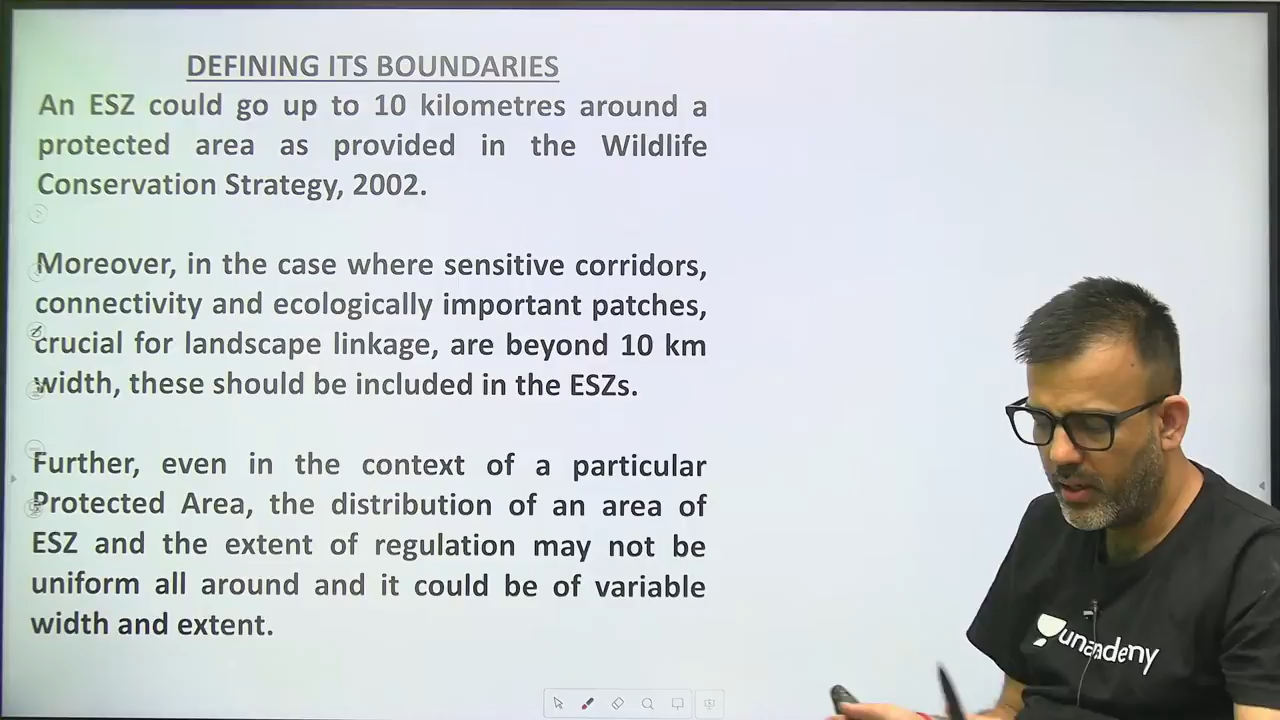 DEFINING ITS BOUNDARIES
An ESZ could go up to 10 kilometres around a
protected area as provided in the Wildlife
Conservation Strategy, 2002.
Moreover, in the case where sensitive corridors,
connectivity and ecologically important patches,
crucial for landscape linkage, are beyond 10 km
width, these should be included in the ESZs.
Further, even in the context of a particular
Protected Area, the distribution of an area of
ESZ and the extent of regulation may not be
uniform all around and it could be of variable
width and extent.
unacademy